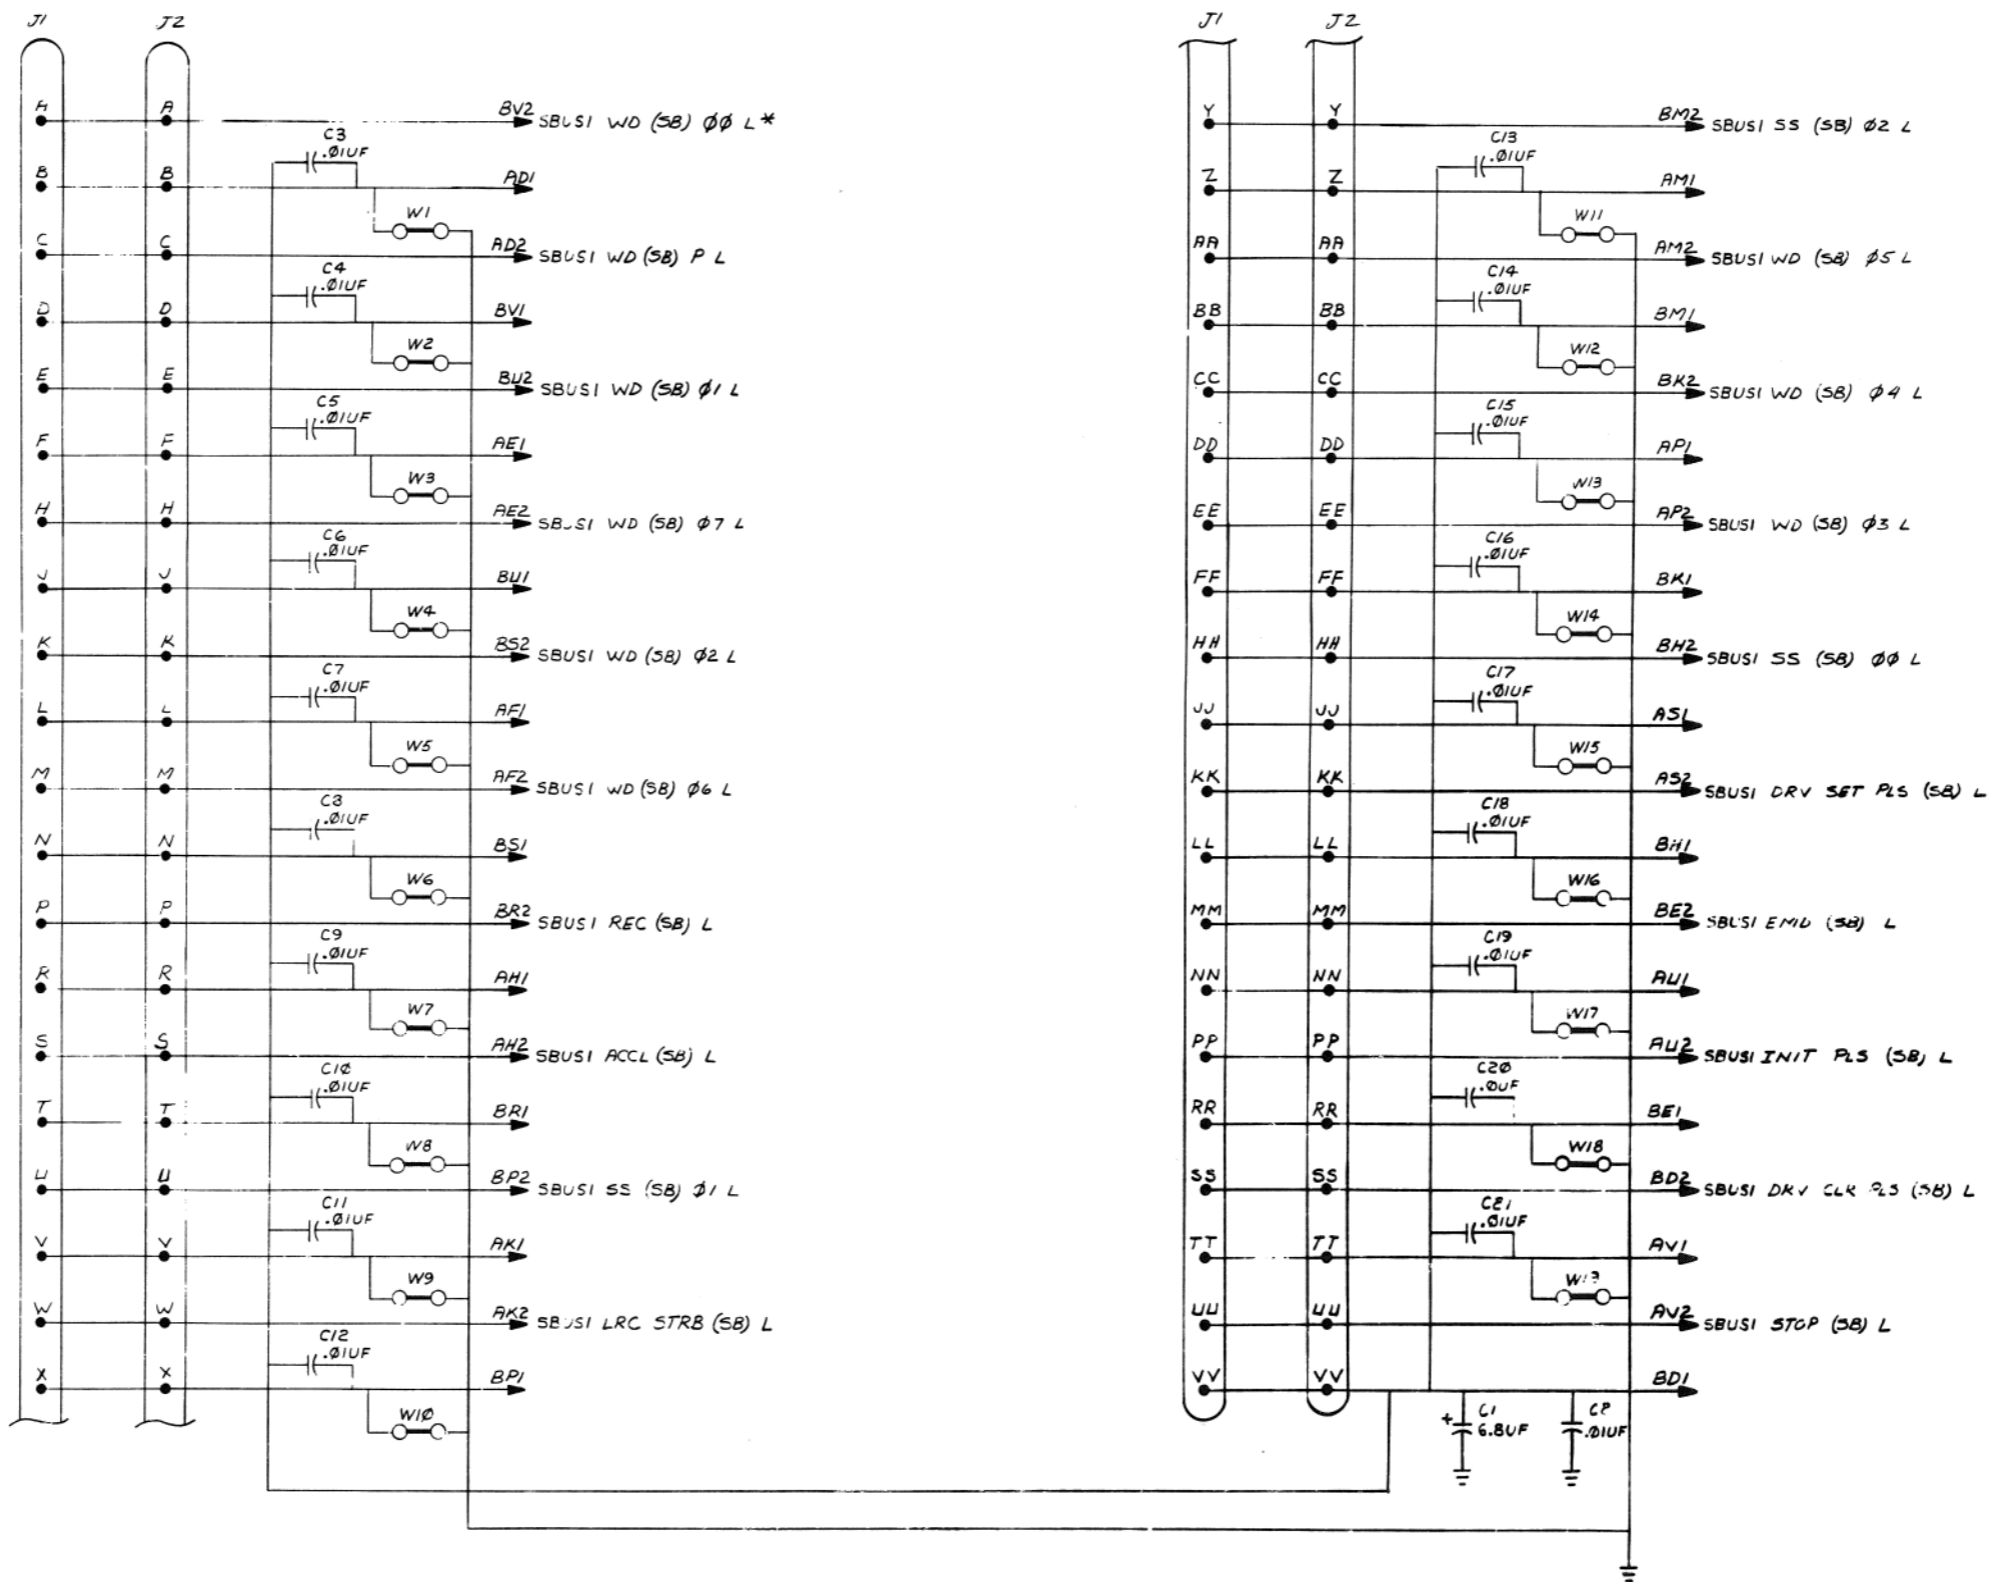 J1 J2
A A BV2 SBUS1 WD (SB) ØØ L*
C3
.Ø1UF
B B AD1
W1
C C AD2 SBUS1 WD (SB) P L
C4
.Ø1UF
D D BV1
W2
E E BU2 SBUS1 WD (SB) Ø1 L
C5
.Ø1UF
F F AE1
W3
H H AE2 SBUS1 WD (SB) Ø7 L
C6
.Ø1UF
J J BU1
W4
K K BS2 SBUS1 WD (SB) Ø2 L
C7
.Ø1UF
L L AF1
W5
M M AF2 SBUS1 WD (SB) Ø6 L
C8
.Ø1UF
N N BS1
W6
P P BR2 SBUS1 REC (SB) L
C9
.Ø1UF
R R AH1
W7
S S AH2 SBUS1 ACCL (SB) L
C1Ø
.Ø1UF
T T BR1
W8
U U BP2 SBUS1 SS (SB) Ø1 L
C11
.Ø1UF
V V AK1
W9
W W AK2 SBUS1 LRC STRB (SB) L
C12
.Ø1UF
X X BP1
W1Ø
J1 J2
Y Y BM2 SBUS1 SS (SB) Ø2 L
C13
.Ø1UF
Z Z AM1
W11
AA AA AM2 SBUS1 WD (SB) Ø5 L
C14
.Ø1UF
BB BB BM1
W12
CC CC BK2 SBUS1 WD (SB) Ø4 L
C15
.Ø1UF
DD DD AP1
W13
EE EE AP2 SBUS1 WD (SB) Ø3 L
C16
.Ø1UF
FF FF BK1
W14
HH HH BH2 SBUS1 SS (SB) ØØ L
C17
.Ø1UF
JJ JJ AS1
W15
KK KK AS2 SBUS1 DRV SET PLS (SB) L
C18
.Ø1UF
LL LL BH1
W16
MM MM BE2 SBUS1 EMD (SB) L
C19
.Ø1UF
NN NN AU1
W17
PP PP AU2 SBUS1 INIT PLS (SB) L
C2Ø
.ØUF
RR RR BE1
W18
SS SS BD2 SBUS1 DRV CLK PLS (SB) L
C21
.Ø1UF
TT TT AV1
W19
UU UU AV2 SBUS1 STOP (SB) L
VV VV BD1
+ C1
6.8UF
C2
.Ø1UF